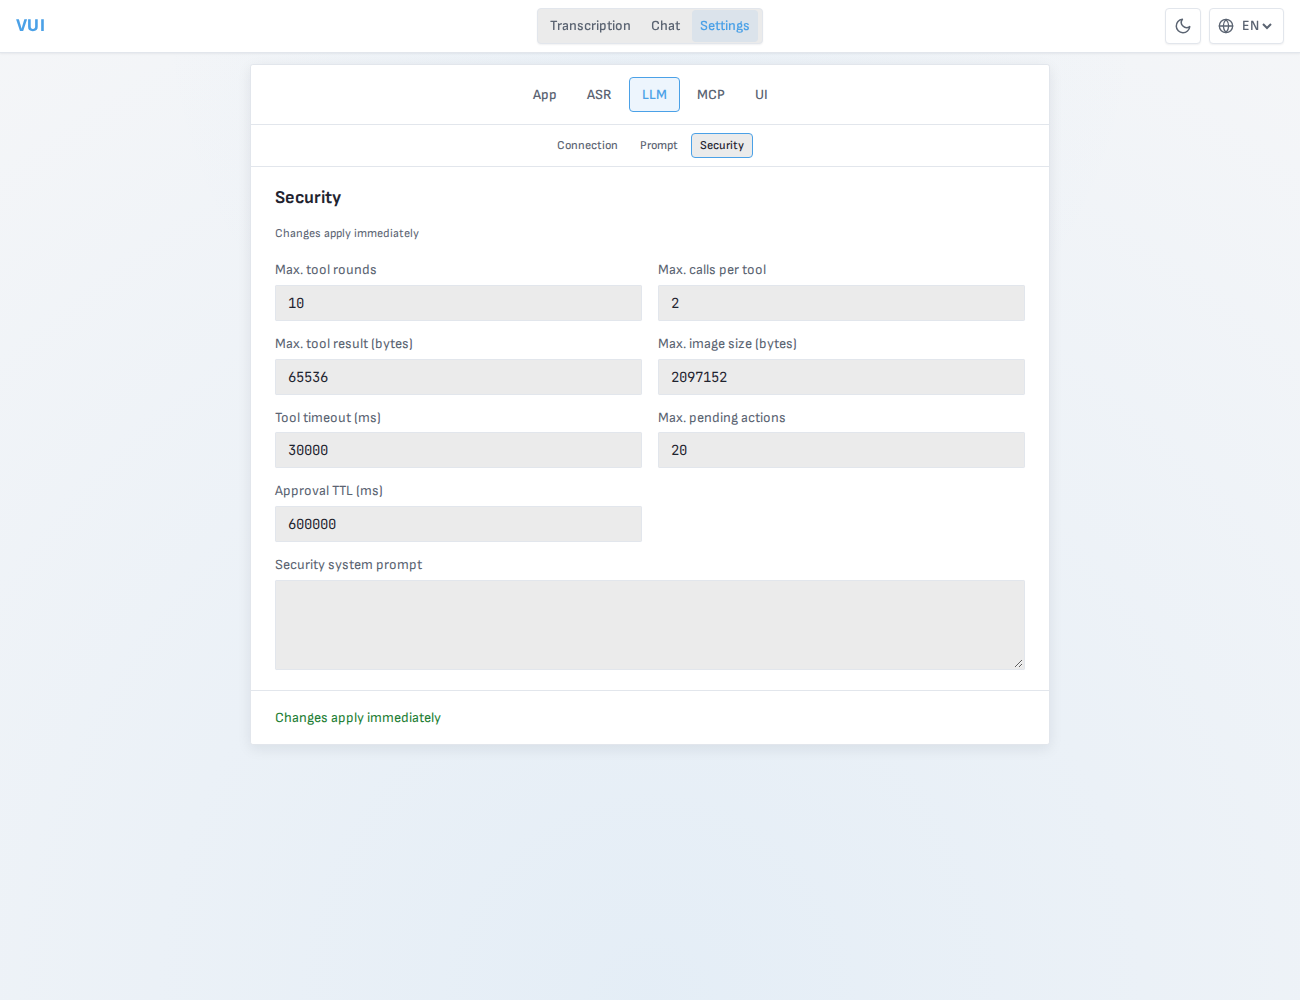 VUI
Transcription Chat Settings
EN
App ASR LLM MCP UI
Connection Prompt Security
Security
Changes apply immediately
Max. tool rounds
10
Max. calls per tool
2
Max. tool result (bytes)
65536
Max. image size (bytes)
2097152
Tool timeout (ms)
30000
Max. pending actions
20
Approval TTL (ms)
600000
Security system prompt
Changes apply immediately